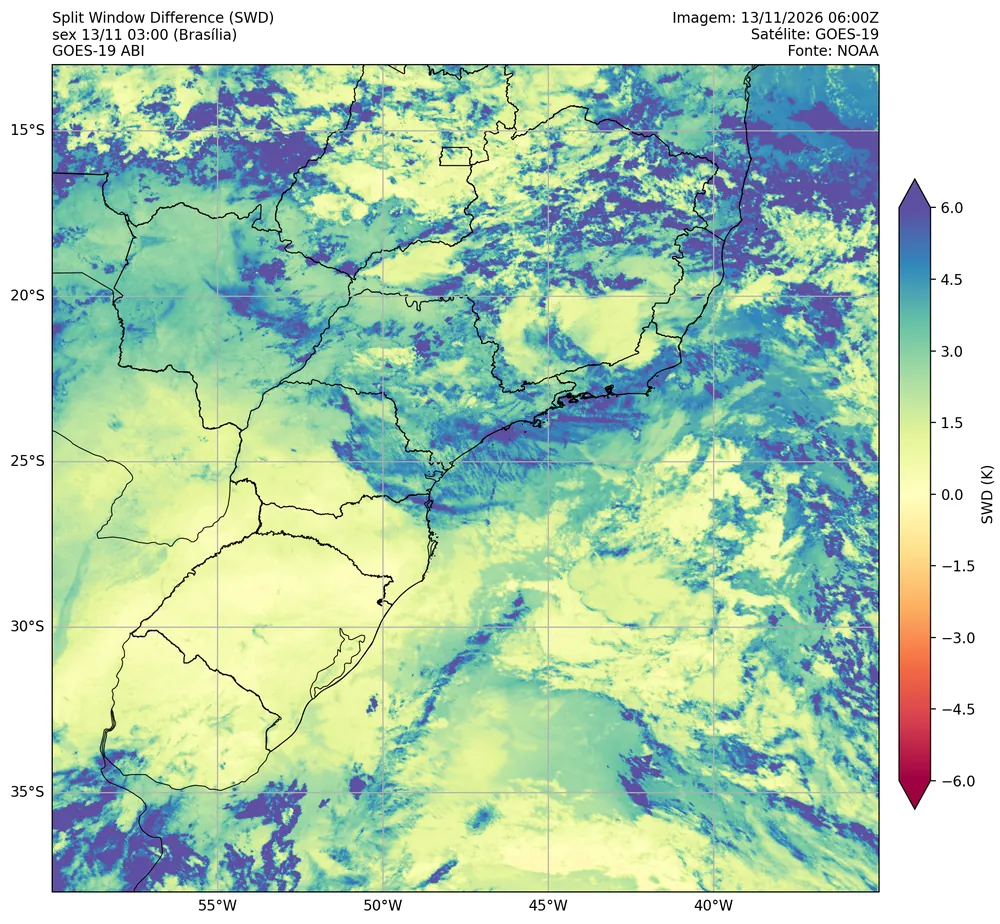 Split Window Difference (SWD)
sex 13/11 03:00 (Brasília)
GOES-19 ABI
Imagem: 13/11/2026 06:00Z
Satélite: GOES-19
Fonte: NOAA
15°S
20°S
25°S
30°S
35°S
55°W
50°W
45°W
40°W
6.0
4.5
3.0
1.5
0.0
−1.5
−3.0
−4.5
−6.0
SWD (K)